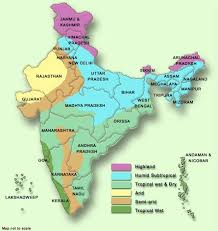 JAMMU &
KASHMIR
HIMACHAL
PRADESH
PUNJAB
HARYANA
NEW DELHI
RAJASTHAN
UTTAR
PRADESH
ARUNACHAL
PRADESH
ASSAM
NAGALAND
MEGHALAYA
MANIPUR
TRIPURA
MIZORAM
BIHAR
WEST
BENGAL
GUJARAT
MADHYA PRADESH
ORISSA
MAHARASHTRA
ANDHRA
PRADESH
GOA
KARNATAKA
TAMIL
NADU
KERALA
LAKSHADWEEP
ANDAMAN &
NICOBAR
Highland
Humid Subtropical
Tropical wet & Dry
Arid
Semi-arid
Tropical Wet
Map not to scale